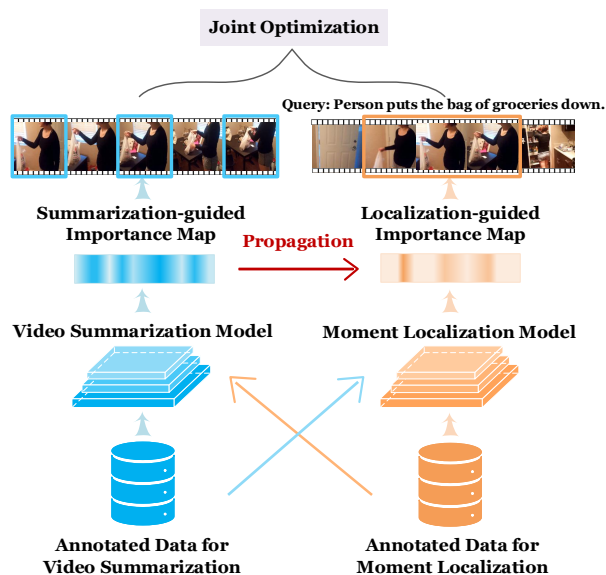 Joint Optimization
Query: Person puts the bag of groceries down.
Summarization-guided
Importance Map
Localization-guided
Importance Map
Propagation
Video Summarization Model
Moment Localization Model
Annotated Data for
Video Summarization
Annotated Data for
Moment Localization